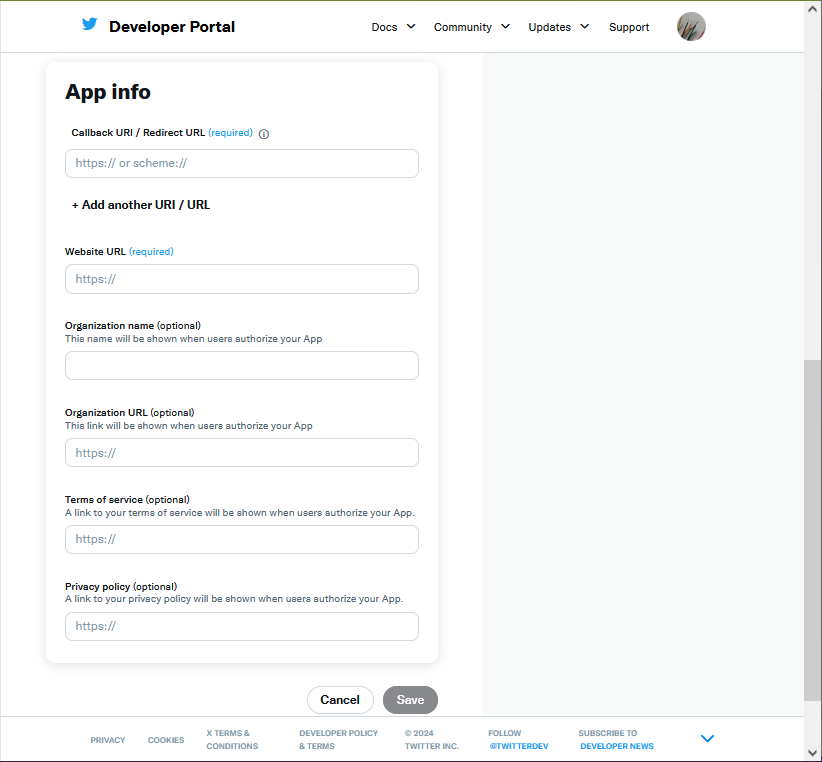 Developer Portal
Docs
Community
Updates
Support
App info
Callback URI / Redirect URL (required)
https:// or scheme://
+ Add another URI / URL
Website URL (required)
https://
Organization name (optional)
This name will be shown when users authorize your App
Organization URL (optional)
This link will be shown when users authorize your App
https://
Terms of service (optional)
A link to your terms of service will be shown when users authorize your App.
https://
Privacy policy (optional)
A link to your privacy policy will be shown when users authorize your App.
https://
Cancel
Save
PRIVACY
COOKIES
X TERMS &
CONDITIONS
DEVELOPER POLICY
& TERMS
© 2024
TWITTER INC.
FOLLOW
@TWITTERDEV
SUBSCRIBE TO
DEVELOPER NEWS